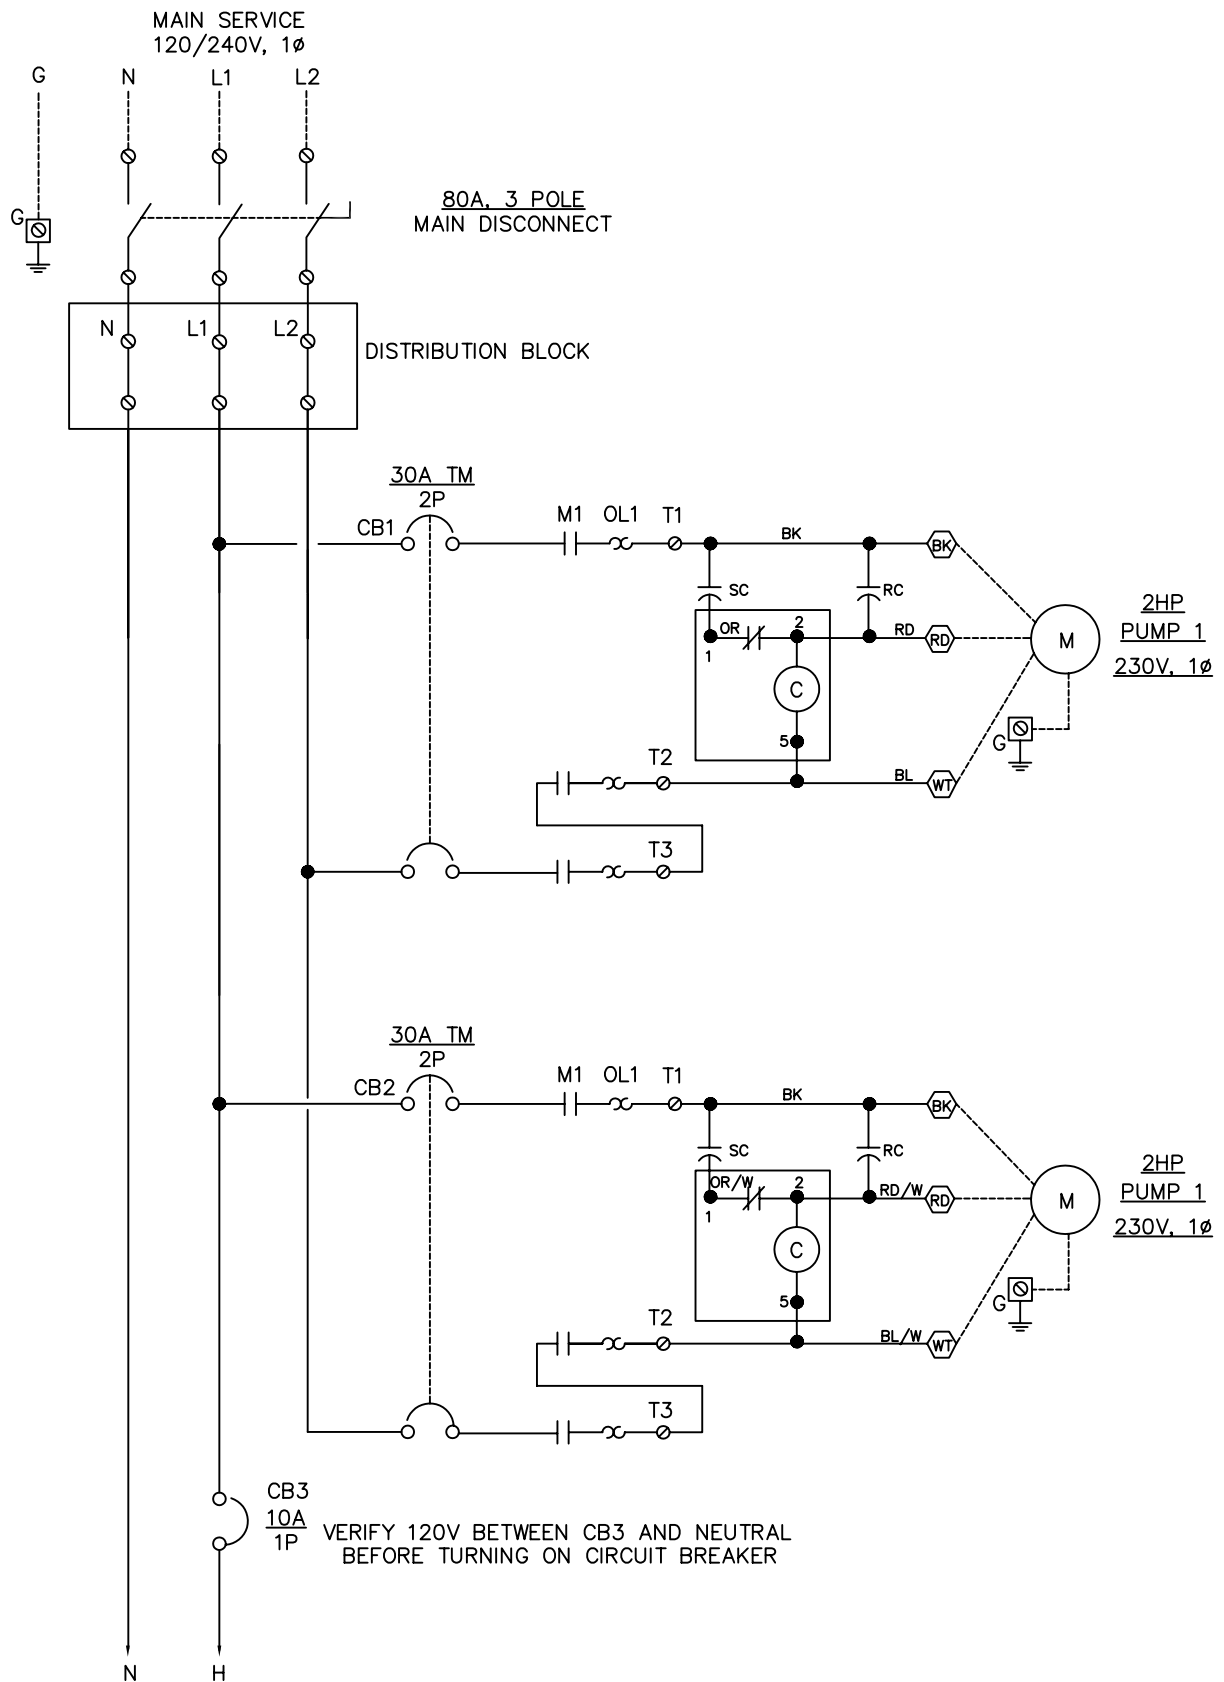 MAIN SERVICE
120/240V, 1ø
G N L1 L2
80A, 3 POLE
MAIN DISCONNECT
G
N L1 L2
DISTRIBUTION BLOCK
30A TM
2P
CB1
M1 OL1 T1
BK
BK
SC RC
2HP
PUMP 1
230V, 1ø
OR 2 RD RD M
1
C
5 G
T2
BL WT
T3
30A TM
2P
CB2
M1 OL1 T1
BK
BK
SC RC
2HP
PUMP 1
230V, 1ø
OR/W 2 RD/W RD M
1
C
5 G
T2
BL/W WT
T3
CB3
10A
1P
VERIFY 120V BETWEEN CB3 AND NEUTRAL
BEFORE TURNING ON CIRCUIT BREAKER
N H